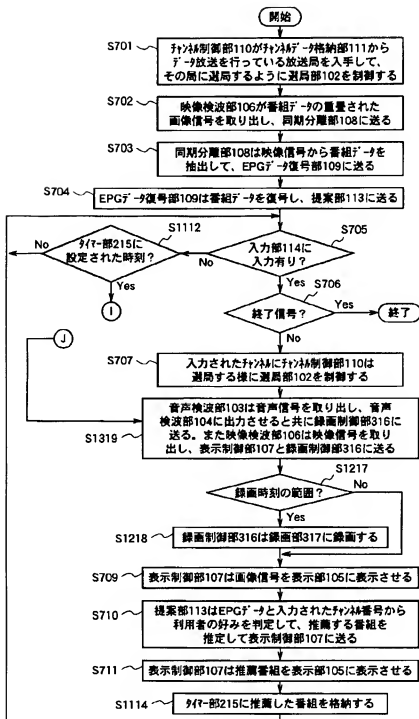 開始
S701
チャンネル制御部110がチャンネルデータ格納部111から
データ放送を行っている放送局を入手して、
その局に選局するように選局部102を制御する
S702
映像検波部106が番組データの重畳された
画像信号を取り出し、同期分離部108に送る
S703
同期分離部108は映像信号から番組データを
抽出して、EPGデータ復号部109に送る
S704
EPGデータ復号部109は番組データを復号し、提案部113に送る
S1112
No
タイマー部215に
設定された時刻？
Yes
I
S705
No
入力部114に
入力有り？
Yes
S706
終了信号？
Yes
終了
No
J
S707
入力されたチャンネルにチャンネル制御部110は
選局する様に選局部102を制御する
音声検波部103は音声信号を取り出し、音声
検波部104に出力させると共に録画制御部316に
送る。また映像検波部106は映像信号を取り
出し、表示制御部107と録画制御部316に送る
S1319
S1217
録画時刻の範囲？
No
Yes
S1218
録画制御部316は録画部317に録画する
S709
表示制御部107は画像信号を表示部105に表示させる
S710
提案部113はEPGデータと入力されたチャンネル番号から
利用者の好みを判定して、推薦する番組を
推定して表示制御部107に送る
S711
表示制御部107は推薦番組を表示部105に表示させる
S1114
タイマー部215に推薦した番組を格納する